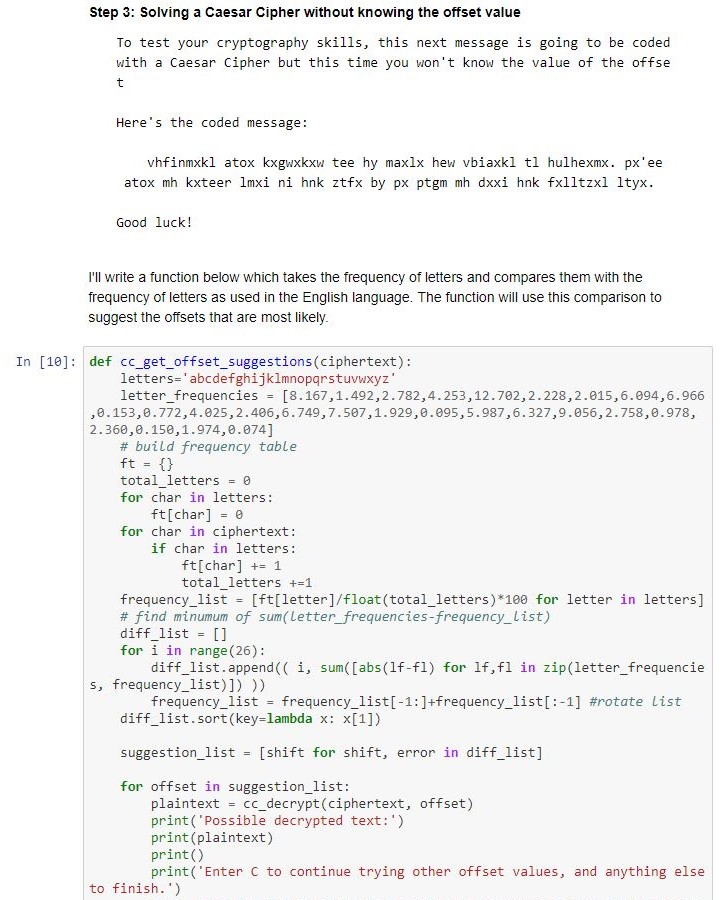 Step 3: Solving a Caesar Cipher without knowing the offset value
To test your cryptography skills, this next message is going to be coded
with a Caesar Cipher but this time you won't know the value of the offse
t
Here's the coded message:
vhfinmxkl atox kxgwxkxw tee hy maxlx hew vbiaxkl tl hulhexmx. px'ee
atox mh kxteer lmxi ni hnk ztfx by px ptgm mh dxxi hnk fxlltzxl ltyx.
Good luck!
I'll write a function below which takes the frequency of letters and compares them with the
frequency of letters as used in the English language. The function will use this comparison to
suggest the offsets that are most likely.
In [10]: def cc_get_offset_suggestions(ciphertext):
letters='abcdefghijklmnopqrstuvwxyz'
letter_frequencies = [8.167,1.492,2.782,4.253,12.702,2.228,2.015,6.094,6.966
,0.153,0.772,4.025,2.406,6.749,7.507,1.929,0.095,5.987,6.327,9.056,2.758,0.978,
2.360,0.150,1.974,0.074]
# build frequency table
ft = {}
total_letters = 0
for char in letters:
ft[char] = 0
for char in ciphertext:
if char in letters:
ft[char] += 1
total_letters +=1
frequency_list = [ft[letter]/float(total_letters)*100 for letter in letters]
# find minumum of sum(letter_frequencies-frequency_list)
diff_list = []
for i in range(26):
diff_list.append(( i, sum([abs(lf-fl) for lf,fl in zip(letter_frequencie
s, frequency_list)]) ))
frequency_list = frequency_list[-1:]+frequency_list[:-1] #rotate list
diff_list.sort(key=lambda x: x[1])
suggestion_list = [shift for shift, error in diff_list]
for offset in suggestion_list:
plaintext = cc_decrypt(ciphertext, offset)
print('Possible decrypted text:')
print(plaintext)
print()
print('Enter C to continue trying other offset values, and anything else
to finish.')